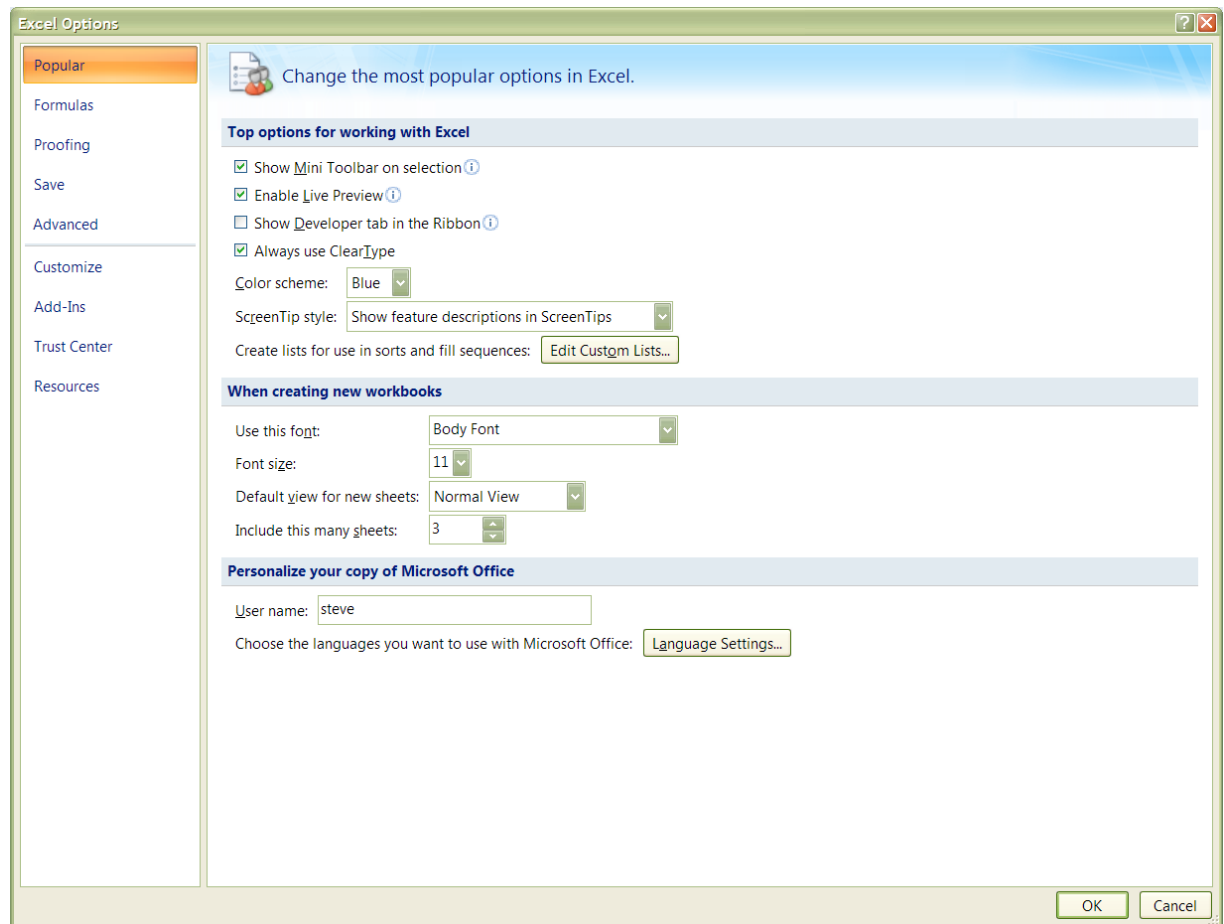 Excel Options
Popular
Formulas
Proofing
Save
Advanced
Customize
Add-Ins
Trust Center
Resources
Change the most popular options in Excel.
Top options for working with Excel
Show Mini Toolbar on selection
Enable Live Preview
Show Developer tab in the Ribbon
Always use ClearType
Color scheme: Blue
ScreenTip style: Show feature descriptions in ScreenTips
Create lists for use in sorts and fill sequences: Edit Custom Lists...
When creating new workbooks
Use this font: Body Font
Font size: 11
Default view for new sheets: Normal View
Include this many sheets: 3
Personalize your copy of Microsoft Office
User name: steve
Choose the languages you want to use with Microsoft Office: Language Settings...
OK Cancel